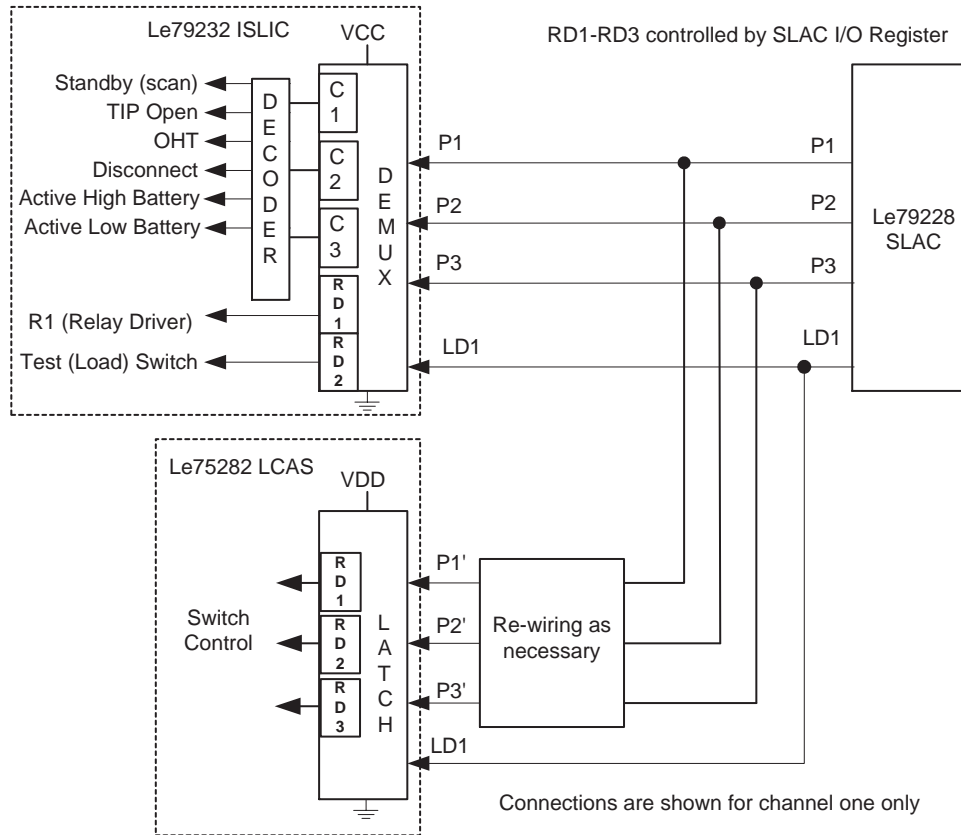 Le79232 ISLIC
VCC
RD1-RD3 controlled by SLAC I/O Register
Standby (scan)
TIP Open
OHT
Disconnect
Active High Battery
Active Low Battery
R1 (Relay Driver)
Test (Load) Switch
DECODER
C1
C2
C3
RD1
RD2
DEMUX
P1
P2
P3
LD1
P1
P2
P3
LD1
Le79228
SLAC
Le75282 LCAS
VDD
Switch
Control
RD1
RD2
RD3
LATCH
P1'
P2'
P3'
LD1
Re-wiring as
necessary
Connections are shown for channel one only